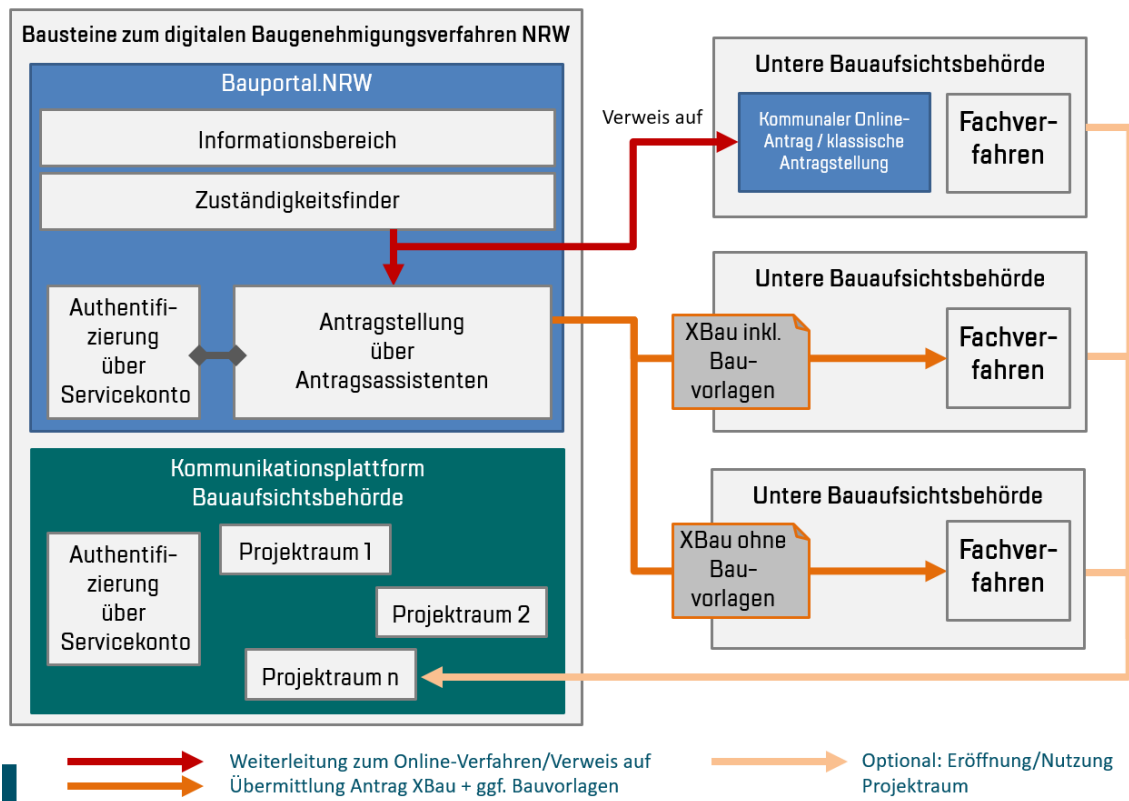 Bausteine zum digitalen Baugenehmigungsverfahren NRW
Bauportal.NRW
Informationsbereich
Zuständigkeitsfinder
Authentifi-
zierung
über
Servicekonto
Antragstellung
über
Antragsassistenten
Kommunikationsplattform
Bauaufsichtsbehörde
Authentifi-
zierung
über
Servicekonto
Projektraum 1
Projektraum 2
Projektraum n
Verweis auf
Untere Bauaufsichtsbehörde
Kommunaler Online-
Antrag / klassische
Antragstellung
Fachver-
fahren
Untere Bauaufsichtsbehörde
XBau inkl.
Bau-
vorlagen
Fachver-
fahren
Untere Bauaufsichtsbehörde
XBau ohne
Bau-
vorlagen
Fachver-
fahren
Weiterleitung zum Online-Verfahren/Verweis auf
Übermittlung Antrag XBau + ggf. Bauvorlagen
Optional: Eröffnung/Nutzung
Projektraum